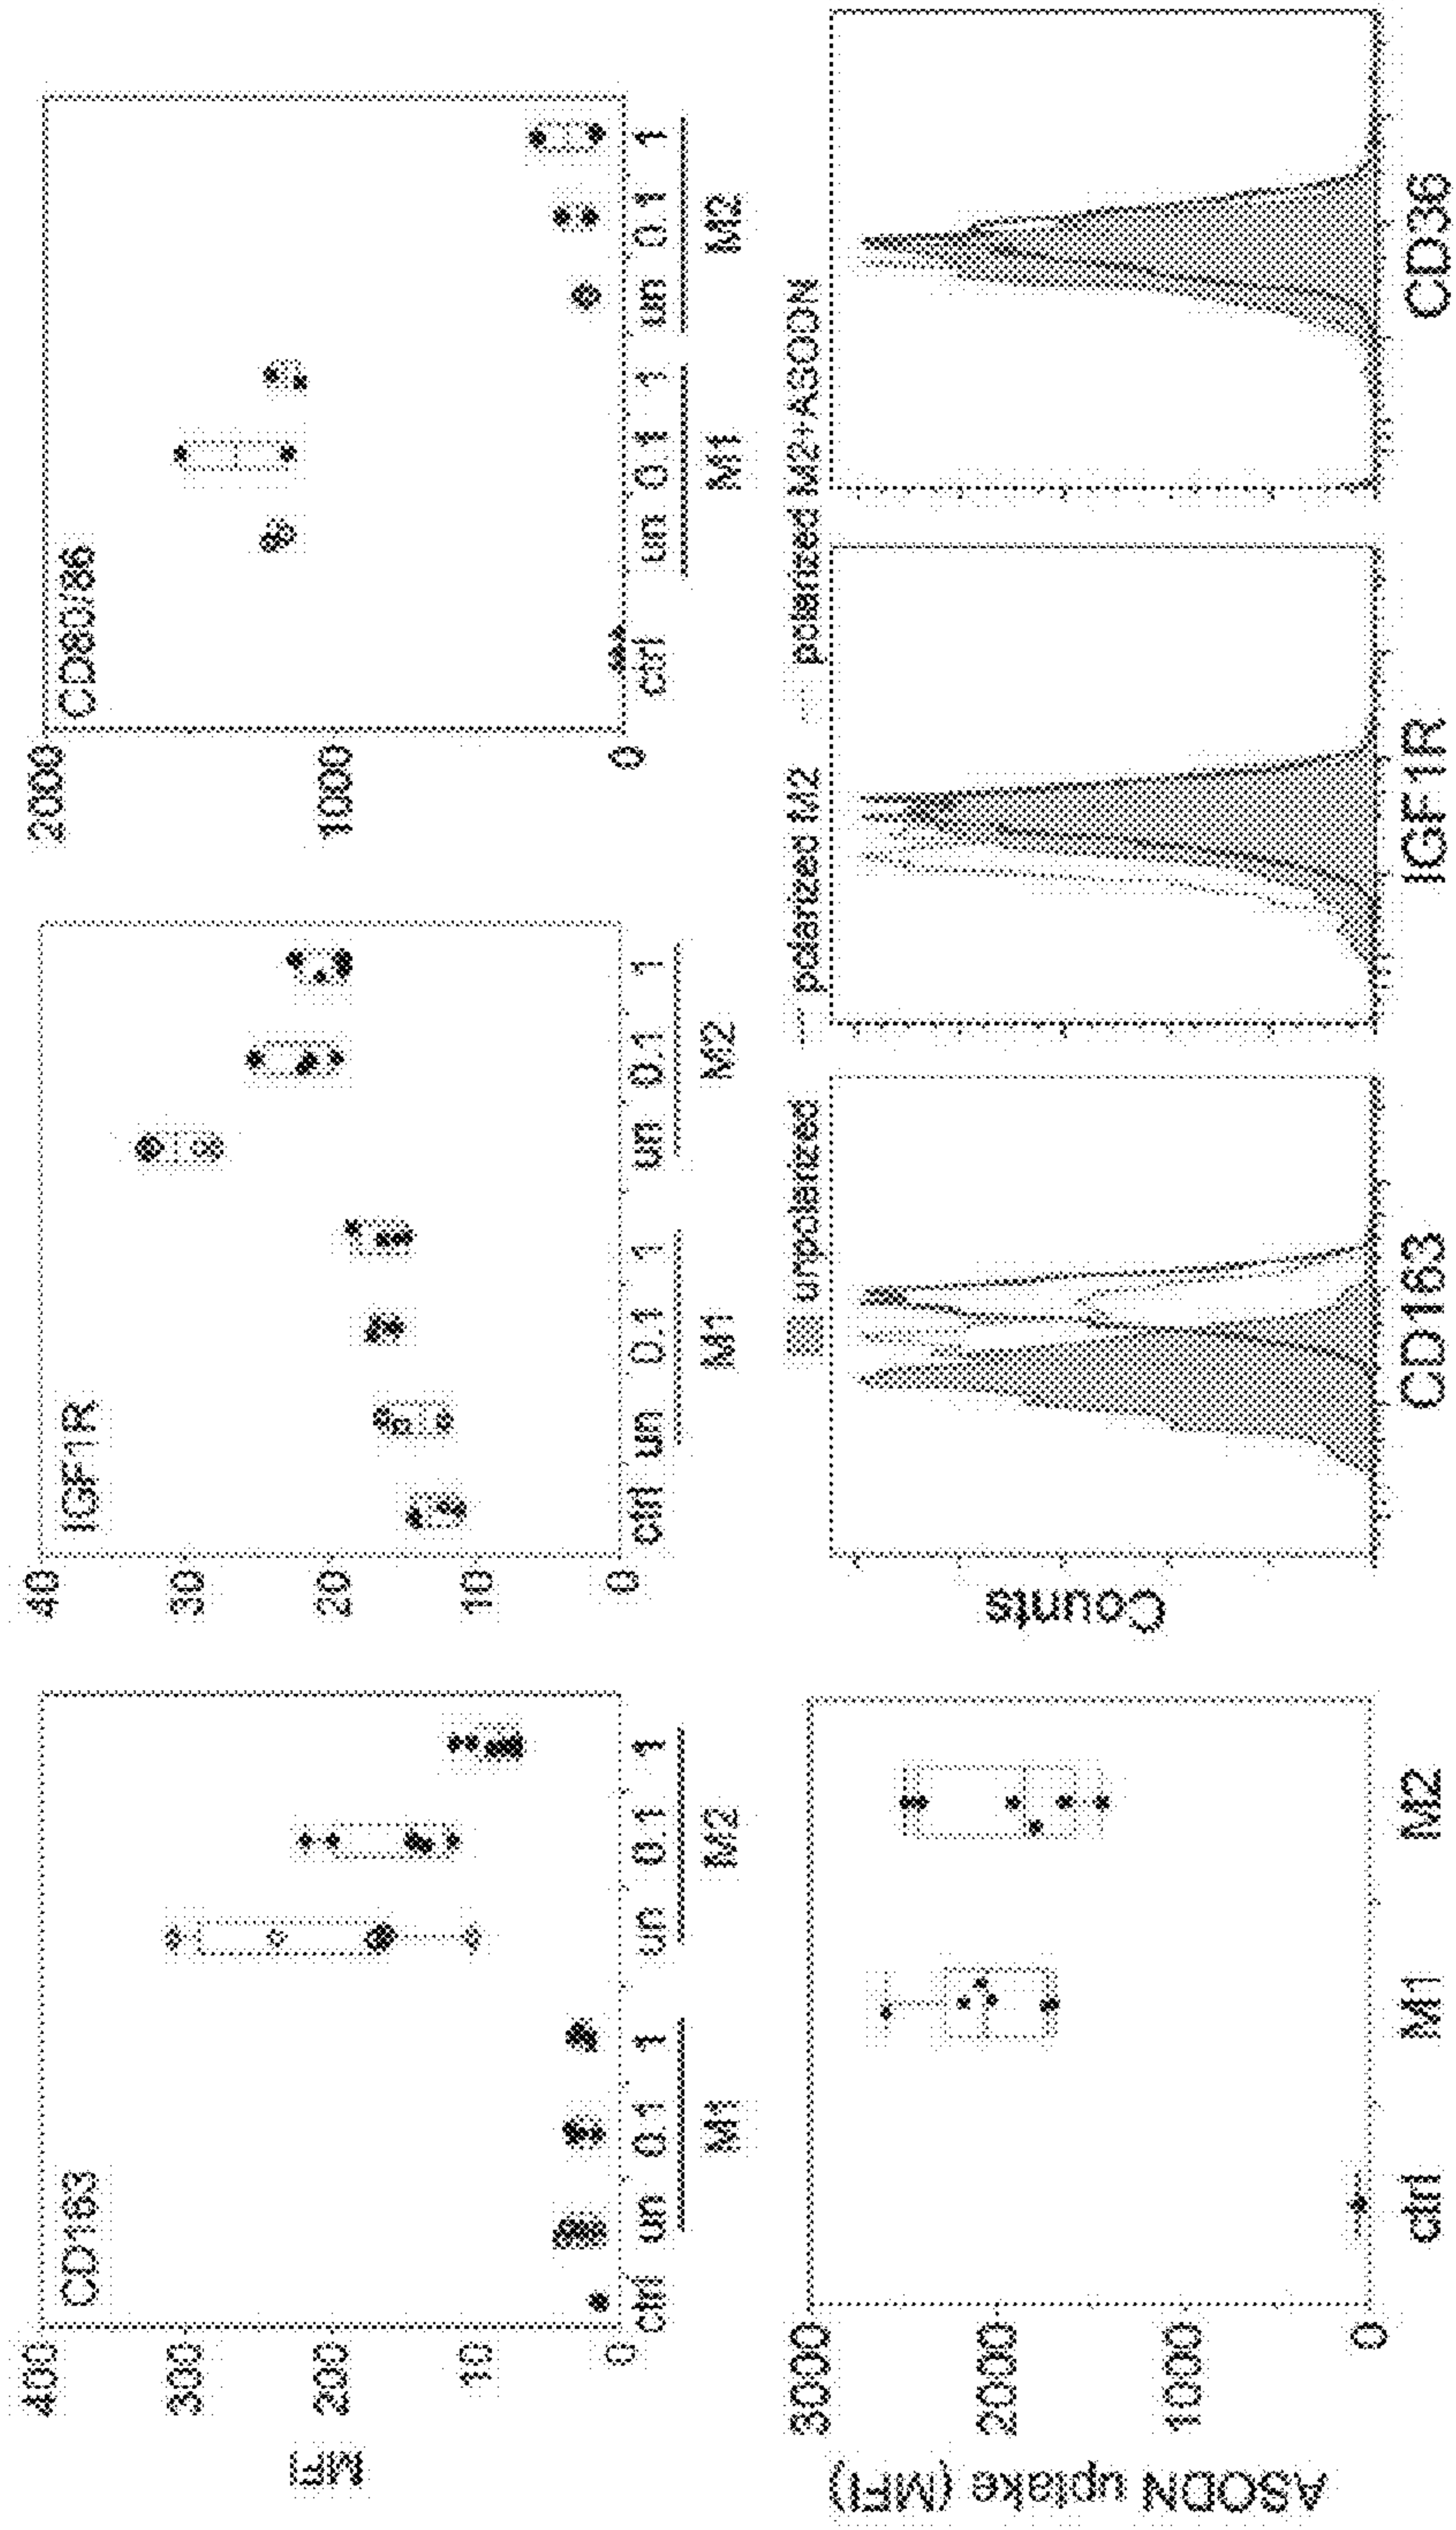 CD163
400
300
200
10
0
MFI
ctrl un 0.1 1 un 0.1 1
M1 M2
IGF1R
40
30
20
10
0
ctrl un 0.1 1 un 0.1 1
M1 M2
CD80/86
2000
1000
0
ctrl un 0.1 1 un 0.1 1
M1 M2
ASODN uptake (MFI)
3000
2000
1000
0
ctrl M1 M2
unpolarized polarized M2 polarized M2+ASODN
Counts
CD163
IGF1R
CD36